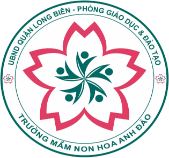 UBND QUẬN LONG BIÊN - PHÒNG GIÁO DỤC & ĐÀO TẠO
TRƯỜNG MẦM NON HOA ANH ĐÀO